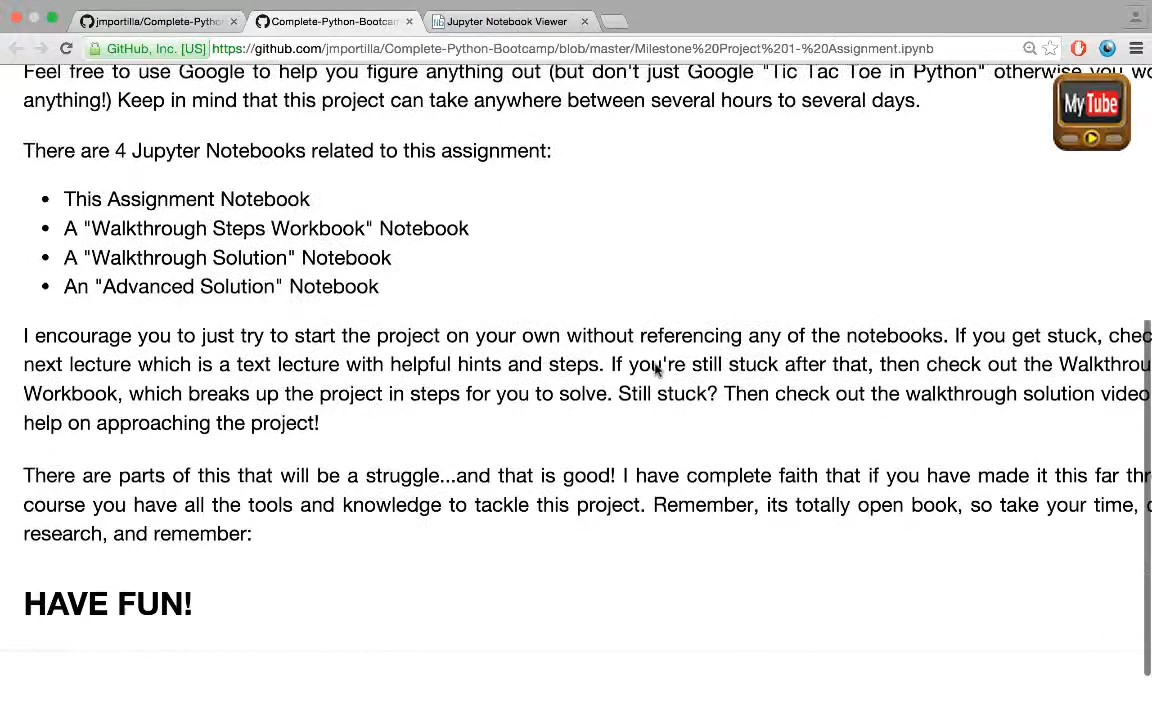 jmportilla/Complete-Python
Complete-Python-Bootcam
Jupyter Notebook Viewer
GitHub, Inc. [US] https://github.com/jmportilla/Complete-Python-Bootcamp/blob/master/Milestone%20Project%201-%20Assignment.ipynb
Feel free to use Google to help you figure anything out (but don't just Google "Tic Tac Toe in Python" otherwise you wo
anything!) Keep in mind that this project can take anywhere between several hours to several days.
My Tube
There are 4 Jupyter Notebooks related to this assignment:
• This Assignment Notebook
• A "Walkthrough Steps Workbook" Notebook
• A "Walkthrough Solution" Notebook
• An "Advanced Solution" Notebook
I encourage you to just try to start the project on your own without referencing any of the notebooks. If you get stuck, chec
next lecture which is a text lecture with helpful hints and steps. If you're still stuck after that, then check out the Walkthrou
Workbook, which breaks up the project in steps for you to solve. Still stuck? Then check out the walkthrough solution video
help on approaching the project!
There are parts of this that will be a struggle...and that is good! I have complete faith that if you have made it this far thr
course you have all the tools and knowledge to tackle this project. Remember, its totally open book, so take your time,
research, and remember:
HAVE FUN!